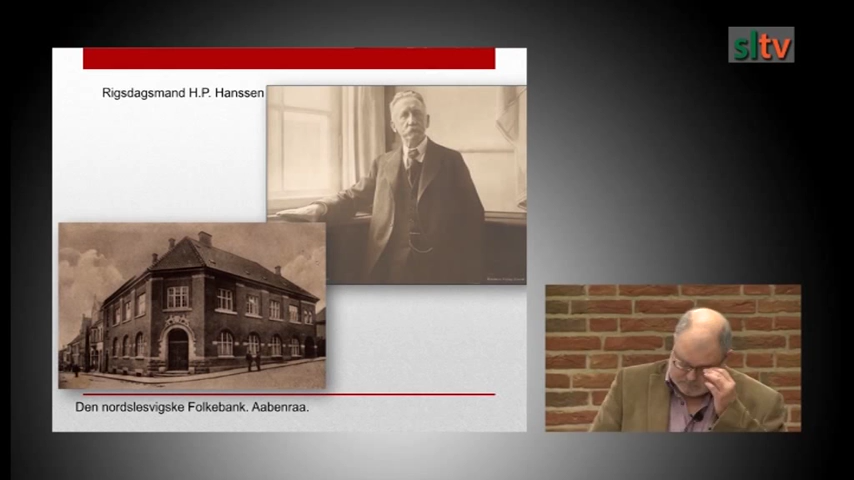 sltv
Rigsdagsmand H.P. Hanssen
Den nordslesvigske Folkebank. Aabenraa.